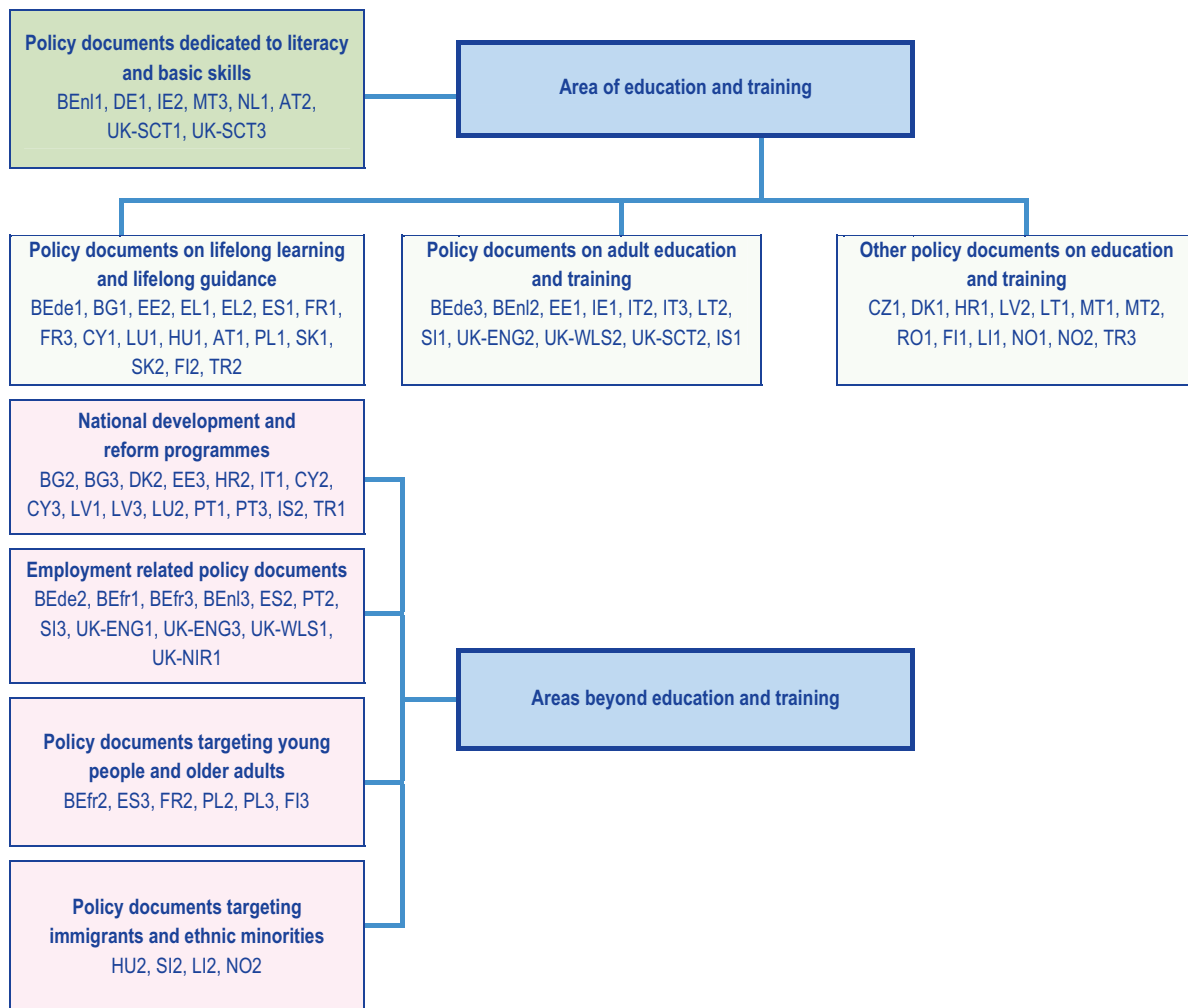 Policy documents dedicated to literacy
and basic skills
BEnl1, DE1, IE2, MT3, NL1, AT2,
UK-SCT1, UK-SCT3
Area of education and training
Policy documents on lifelong learning
and lifelong guidance
BEde1, BG1, EE2, EL1, EL2, ES1, FR1,
FR3, CY1, LU1, HU1, AT1, PL1, SK1,
SK2, FI2, TR2
Policy documents on adult education
and training
BEde3, BEnl2, EE1, IE1, IT2, IT3, LT2,
SI1, UK-ENG2, UK-WLS2, UK-SCT2, IS1
Other policy documents on education
and training
CZ1, DK1, HR1, LV2, LT1, MT1, MT2,
RO1, FI1, LI1, NO1, NO2, TR3
National development and
reform programmes
BG2, BG3, DK2, EE3, HR2, IT1, CY2,
CY3, LV1, LV3, LU2, PT1, PT3, IS2, TR1
Employment related policy documents
BEde2, BEfr1, BEfr3, BEnl3, ES2, PT2,
SI3, UK-ENG1, UK-ENG3, UK-WLS1,
UK-NIR1
Areas beyond education and training
Policy documents targeting young
people and older adults
BEfr2, ES3, FR2, PL2, PL3, FI3
Policy documents targeting
immigrants and ethnic minorities
HU2, SI2, LI2, NO2